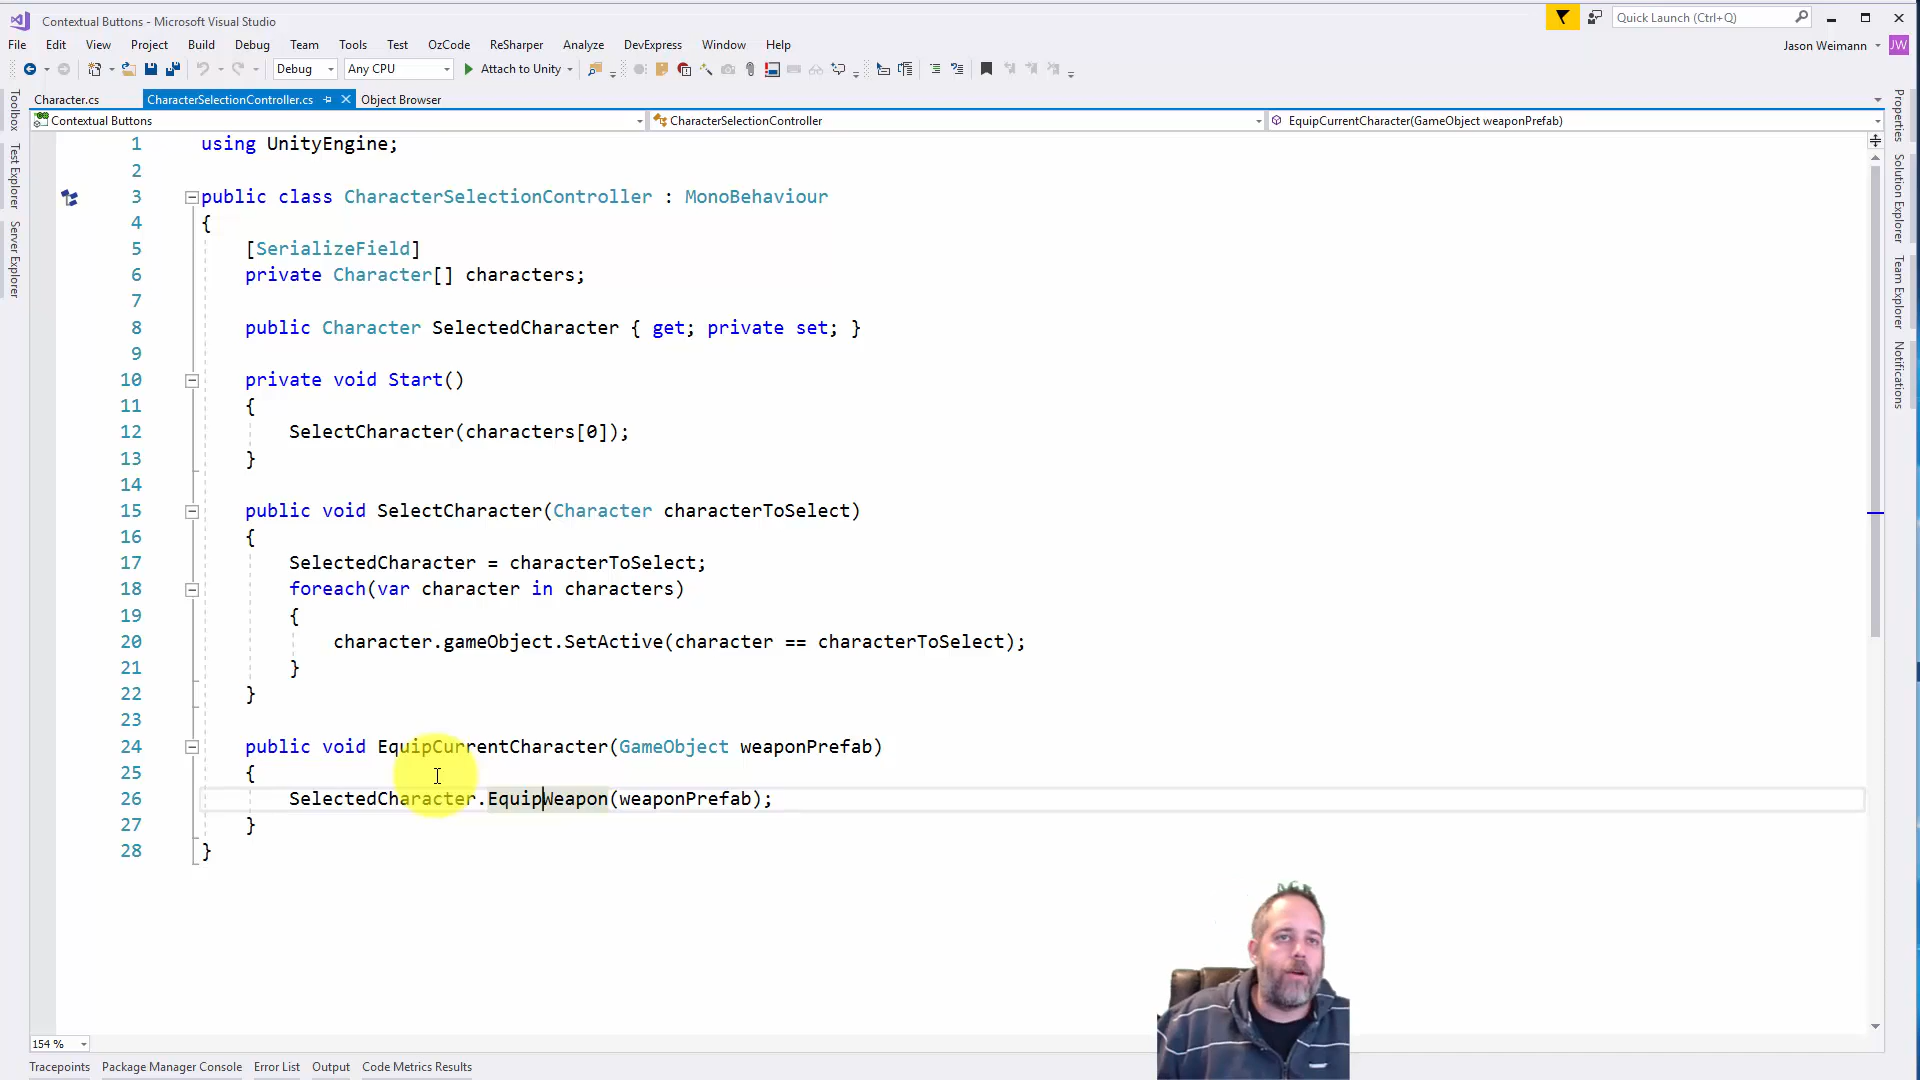 Contextual Buttons - Microsoft Visual Studio
Quick Launch (Ctrl+Q)
File Edit View Project Build Debug Team Tools Test OzCode ReSharper Analyze DevExpress Window Help
Jason Weimann JW
Debug Any CPU Attach to Unity
Character.cs CharacterSelectionController.cs Object Browser
Contextual Buttons CharacterSelectionController EquipCurrentCharacter(GameObject weaponPrefab)
Toolbox
Test Explorer
Server Explorer
1 using UnityEngine;
2
3 public class CharacterSelectionController : MonoBehaviour
4 {
5 [SerializeField]
6 private Character[] characters;
7
8 public Character SelectedCharacter { get; private set; }
9
10 private void Start()
11 {
12 SelectCharacter(characters[0]);
13 }
14
15 public void SelectCharacter(Character characterToSelect)
16 {
17 SelectedCharacter = characterToSelect;
18 foreach(var character in characters)
19 {
20 character.gameObject.SetActive(character == characterToSelect);
21 }
22 }
23
24 public void EquipCurrentCharacter(GameObject weaponPrefab)
25 {
26 SelectedCharacter.EquipWeapon(weaponPrefab);
27 }
28 }
Properties
Solution Explorer
Team Explorer
Notifications
154 %
Tracepoints Package Manager Console Error List Output Code Metrics Results